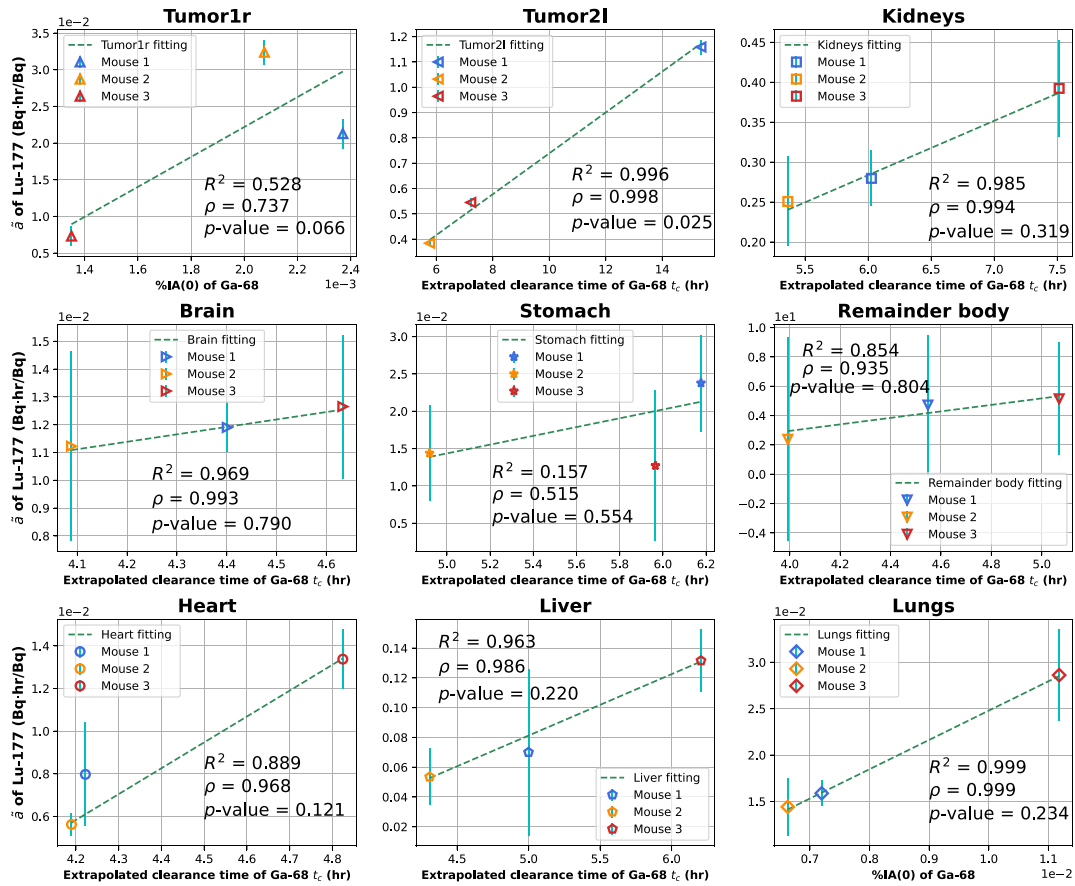 Tumor1r
1e−2
3.5
3.0
2.5
2.0
1.5
1.0
0.5
ã of Lu-177 (Bq·hr/Bq)
Tumor1r fitting
Mouse 1
Mouse 2
Mouse 3
R² = 0.528
ρ = 0.737
p-value = 0.066
1.4 1.6 1.8 2.0 2.2 2.4
%IA(0) of Ga-68
1e−3
Tumor2l
1.2
1.1
1.0
0.9
0.8
0.7
0.6
0.5
0.4
Tumor2l fitting
Mouse 1
Mouse 2
Mouse 3
R² = 0.996
ρ = 0.998
p-value = 0.025
6 8 10 12 14 16
Extrapolated clearance time of Ga-68 t_c (hr)
Kidneys
0.45
0.40
0.35
0.30
0.25
0.20
Kidneys fitting
Mouse 1
Mouse 2
Mouse 3
R² = 0.985
ρ = 0.994
p-value = 0.319
5.5 6.0 6.5 7.0 7.5
Extrapolated clearance time of Ga-68 t_c (hr)
Brain
1e−2
1.5
1.4
1.3
1.2
1.1
1.0
0.9
0.8
ã of Lu-177 (Bq·hr/Bq)
Brain fitting
Mouse 1
Mouse 2
Mouse 3
R² = 0.969
ρ = 0.993
p-value = 0.790
4.1 4.2 4.3 4.4 4.5 4.6
Extrapolated clearance time of Ga-68 t_c (hr)
Stomach
1e−2
3.0
2.5
2.0
1.5
1.0
0.5
Stomach fitting
Mouse 1
Mouse 2
Mouse 3
R² = 0.157
ρ = 0.515
p-value = 0.554
5.0 5.2 5.4 5.6 5.8 6.0 6.2
Extrapolated clearance time of Ga-68 t_c (hr)
Remainder body
1e1
1.0
0.8
0.6
0.4
0.2
0.0
−0.2
−0.4
R² = 0.854
ρ = 0.935
p-value = 0.804
Remainder body fitting
Mouse 1
Mouse 2
Mouse 3
4.0 4.2 4.4 4.6 4.8 5.0
Extrapolated clearance time of Ga-68 t_c (hr)
Heart
1e−2
1.4
1.2
1.0
0.8
0.6
ã of Lu-177 (Bq·hr/Bq)
Heart fitting
Mouse 1
Mouse 2
Mouse 3
R² = 0.889
ρ = 0.968
p-value = 0.121
4.2 4.3 4.4 4.5 4.6 4.7 4.8
Extrapolated clearance time of Ga-68 t_c (hr)
Liver
0.14
0.12
0.10
0.08
0.06
0.04
0.02
R² = 0.963
ρ = 0.986
p-value = 0.220
Liver fitting
Mouse 1
Mouse 2
Mouse 3
4.5 5.0 5.5 6.0
Extrapolated clearance time of Ga-68 t_c (hr)
Lungs
1e−2
3.0
2.5
2.0
1.5
Lungs fitting
Mouse 1
Mouse 2
Mouse 3
R² = 0.999
ρ = 0.999
p-value = 0.234
0.7 0.8 0.9 1.0 1.1
%IA(0) of Ga-68
1e−2